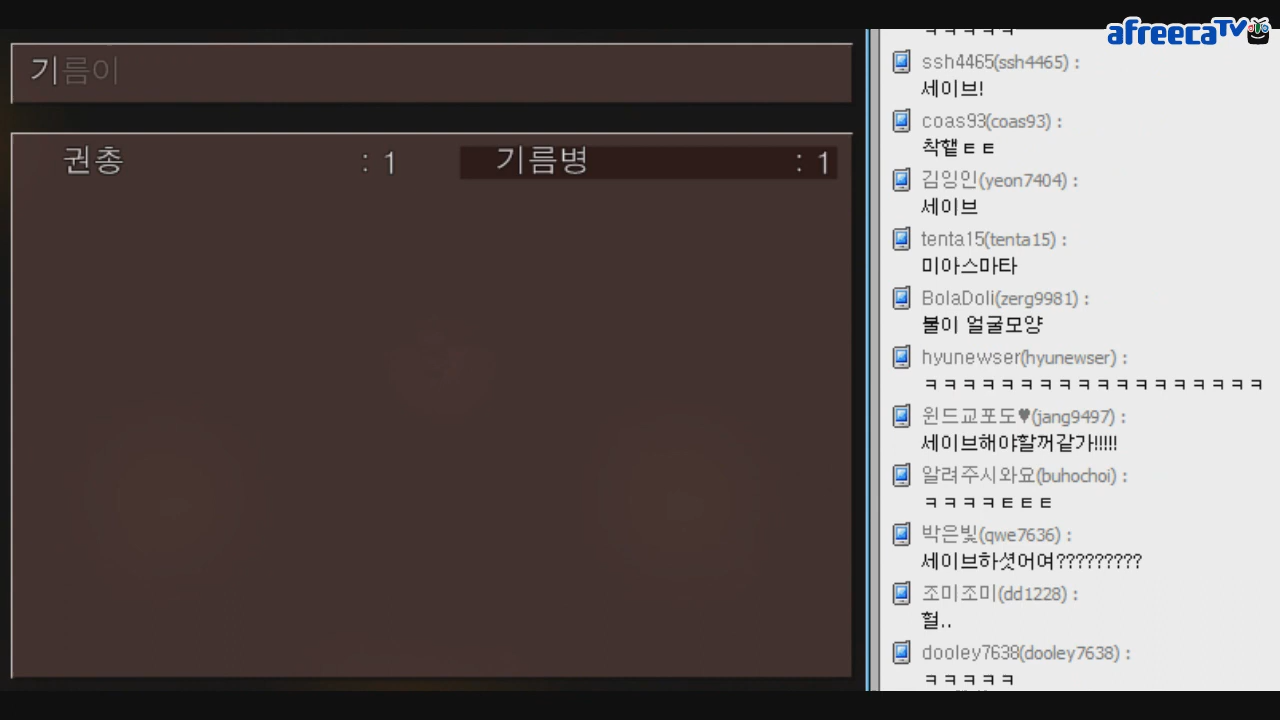 afreecaTV
기름이
권총 : 1 기름병 : 1
ㅋㅋㅋㅋㅋ
ssh4465(ssh4465) :
세이브!
coas93(coas93) :
착햍ㅌㅌ
김잉인(yeon7404) :
세이브
tenta15(tenta15) :
미아스마타
BolaDoli(zerg9981) :
불이 얼굴모양
hyunewser(hyunewser) :
ㅋㅋㅋㅋㅋㅋㅋㅋㅋㅋㅋㅋㅋㅋㅋㅋㅋㅋ
윈드교포도♥(jang9497) :
세이브해야할꺼같가!!!!!
알려주시와요(buhochoi) :
ㅋㅋㅋㅋㅌㅌㅌ
박은빛(qwe7636) :
세이브하셧어여?????????
조미조미(dd1228) :
헐..
dooley7638(dooley7638) :
ㅋㅋㅋㅋㅋ